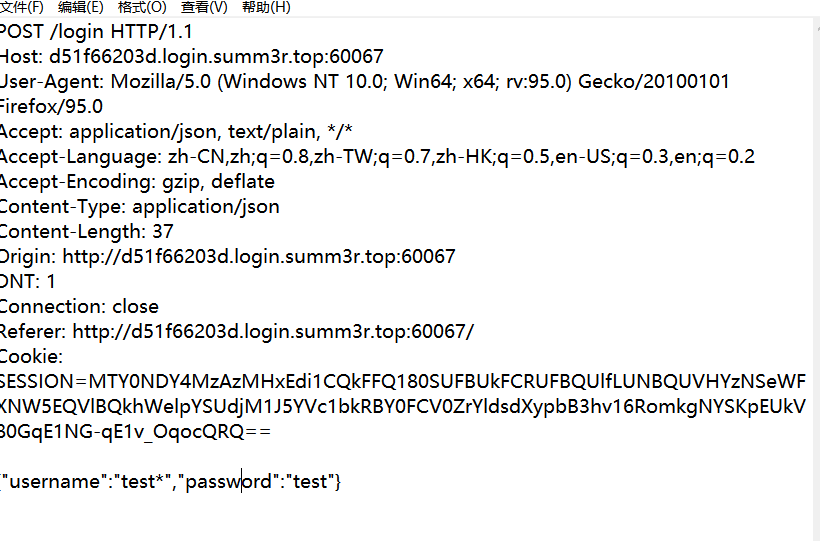 文件(F) 编辑(E) 格式(O) 查看(V) 帮助(H)
POST /login HTTP/1.1
Host: d51f66203d.login.summ3r.top:60067
User-Agent: Mozilla/5.0 (Windows NT 10.0; Win64; x64; rv:95.0) Gecko/20100101
Firefox/95.0
Accept: application/json, text/plain, */*
Accept-Language: zh-CN,zh;q=0.8,zh-TW;q=0.7,zh-HK;q=0.5,en-US;q=0.3,en;q=0.2
Accept-Encoding: gzip, deflate
Content-Type: application/json
Content-Length: 37
Origin: http://d51f66203d.login.summ3r.top:60067
DNT: 1
Connection: close
Referer: http://d51f66203d.login.summ3r.top:60067/
Cookie:
SESSION=MTY0NDY4MzAzMHxEdi1CQkFFQ180SUFBUkFCRUFBQUlfLUNBQUVHYzNSeWF
XNW5EQVlBQkhWelpYSUdjM1J5YVc1bkRBY0FCV0ZrYldsdXypbB3hv16RomkgNYSKpEUkV
80GqE1NG-qE1v_OqocQRQ==
{"username":"test*","password":"test"}